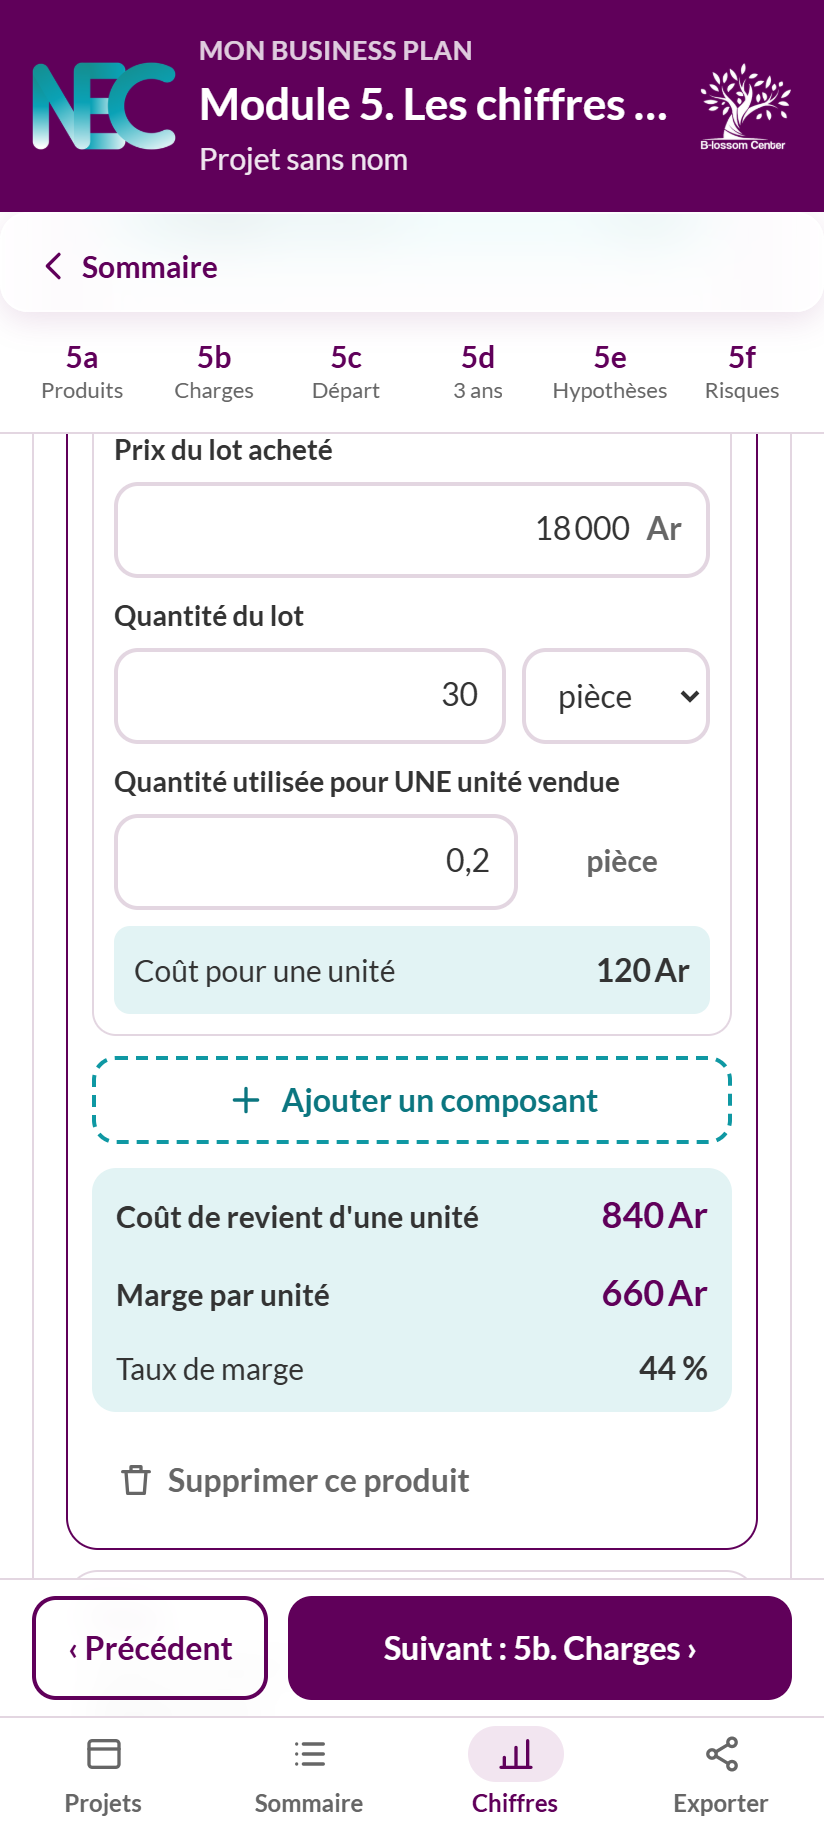 NEC
MON BUSINESS PLAN
Module 5. Les chiffres ...
Projet sans nom
B-lossom Center
Sommaire
5a 5b 5c 5d 5e 5f
Produits Charges Départ 3 ans Hypothèses Risques
Prix du lot acheté
18 000 Ar
Quantité du lot
30 pièce
Quantité utilisée pour UNE unité vendue
0,2 pièce
Coût pour une unité 120 Ar
+ Ajouter un composant
Coût de revient d'une unité 840 Ar
Marge par unité 660 Ar
Taux de marge 44 %
Supprimer ce produit
‹ Précédent Suivant : 5b. Charges ›
Projets Sommaire Chiffres Exporter